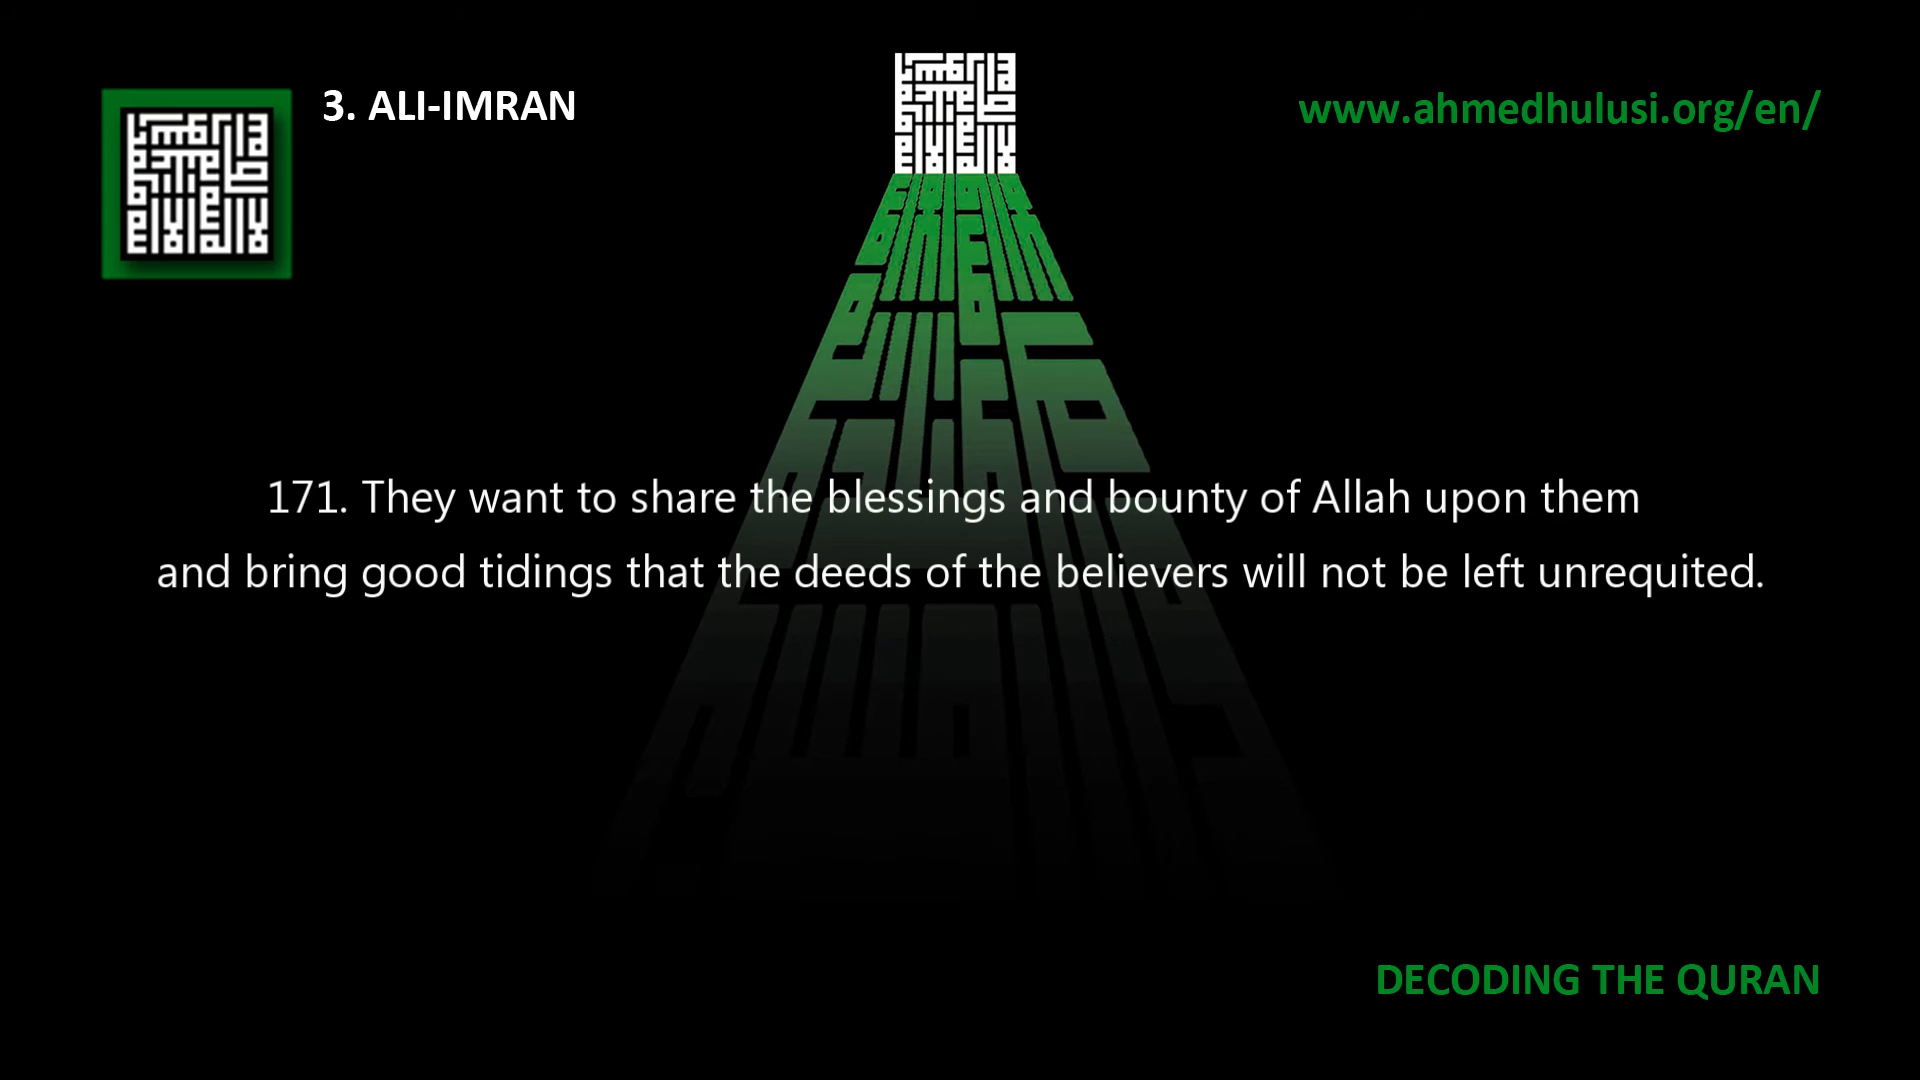 3. ALI-IMRAN
www.ahmedhulusi.org/en/
171. They want to share the blessings and bounty of Allah upon them
and bring good tidings that the deeds of the believers will not be left unrequited.
DECODING THE QURAN